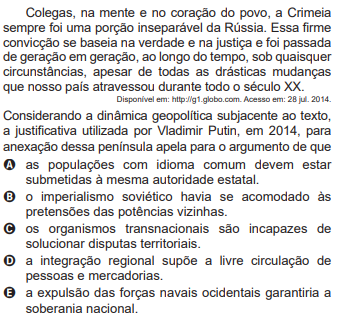 Colegas, na mente e no coração do povo, a Crimeia
sempre foi uma porção inseparável da Rússia. Essa firme
convicção se baseia na verdade e na justiça e foi passada
de geração em geração, ao longo do tempo, sob quaisquer
circunstâncias, apesar de todas as drásticas mudanças
que nosso país atravessou durante todo o século XX.
Disponível em: http://g1.globo.com. Acesso em: 28 jul. 2014.
Considerando a dinâmica geopolítica subjacente ao texto,
a justificativa utilizada por Vladimir Putin, em 2014, para
anexação dessa península apela para o argumento de que
A as populações com idioma comum devem estar
submetidas à mesma autoridade estatal.
B o imperialismo soviético havia se acomodado às
pretensões das potências vizinhas.
C os organismos transnacionais são incapazes de
solucionar disputas territoriais.
D a integração regional supõe a livre circulação de
pessoas e mercadorias.
E a expulsão das forças navais ocidentais garantiria a
soberania nacional.